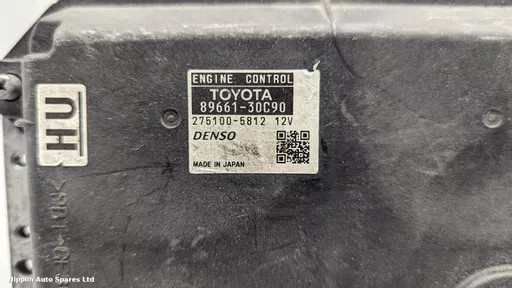 ENGINE CONTROL
TOYOTA
89661-30C90
275100-5812 12V
DENSO
MADE IN JAPAN
HU
Nippon Auto Spares Ltd